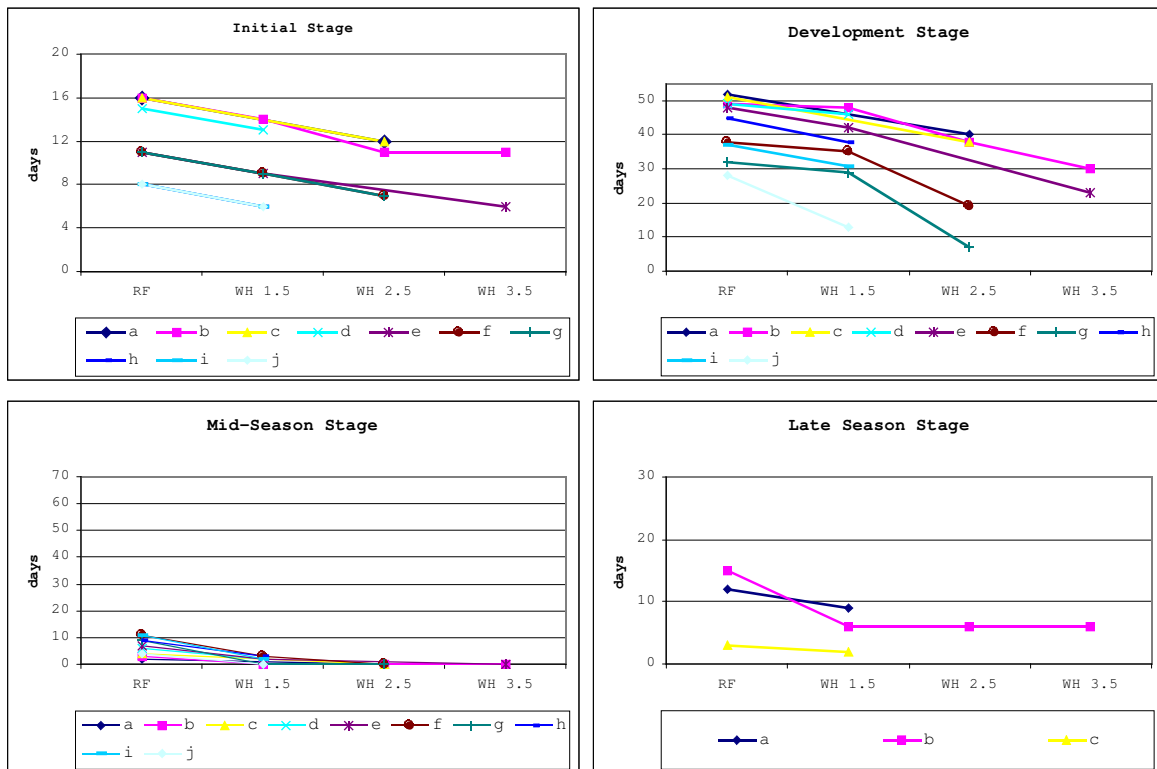 Initial Stage
20
16
12
8
4
0
days
RF WH 1.5 WH 2.5 WH 3.5
a b c d e f g
h i j
Development Stage
50
40
30
20
10
0
days
RF WH 1.5 WH 2.5 WH 3.5
a b c d e f g h
i j
Mid-Season Stage
70
60
50
40
30
20
10
0
days
RF WH 1.5 WH 2.5 WH 3.5
a b c d e f g h
i j
Late Season Stage
30
20
10
0
days
RF WH 1.5 WH 2.5 WH 3.5
a b c